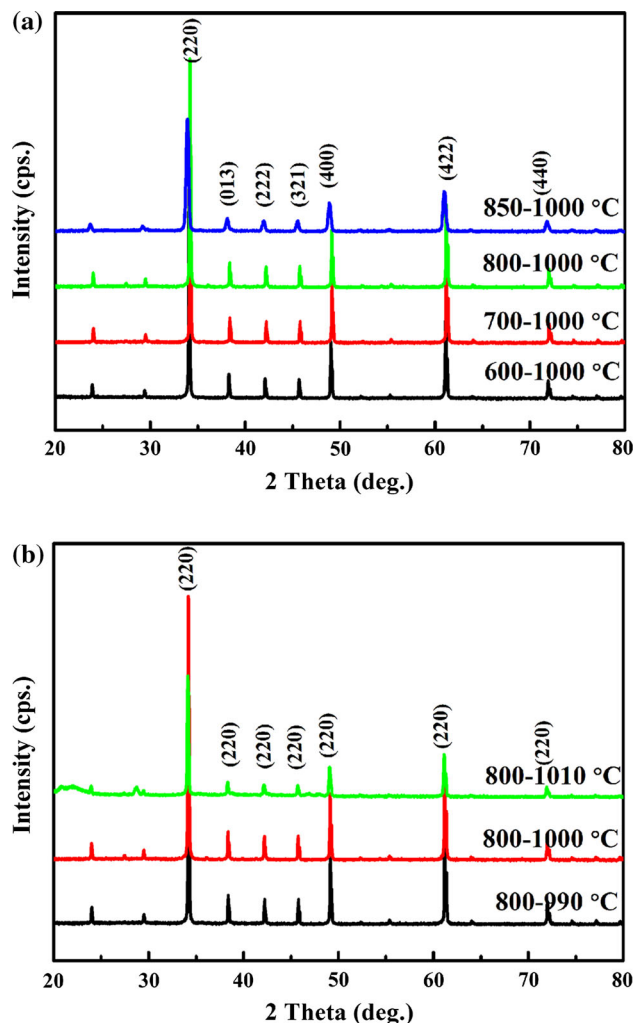 (a)
Intensity (cps.)
(220)
(013)
(222)
(321)
(400)
(422)
(440)
850-1000 °C
800-1000 °C
700-1000 °C
600-1000 °C
20 30 40 50 60 70 80
2 Theta (deg.)
(b)
Intensity (cps.)
(220)
(220)
(220)
(220)
(220)
(220)
(220)
800-1010 °C
800-1000 °C
800-990 °C
20 30 40 50 60 70 80
2 Theta (deg.)